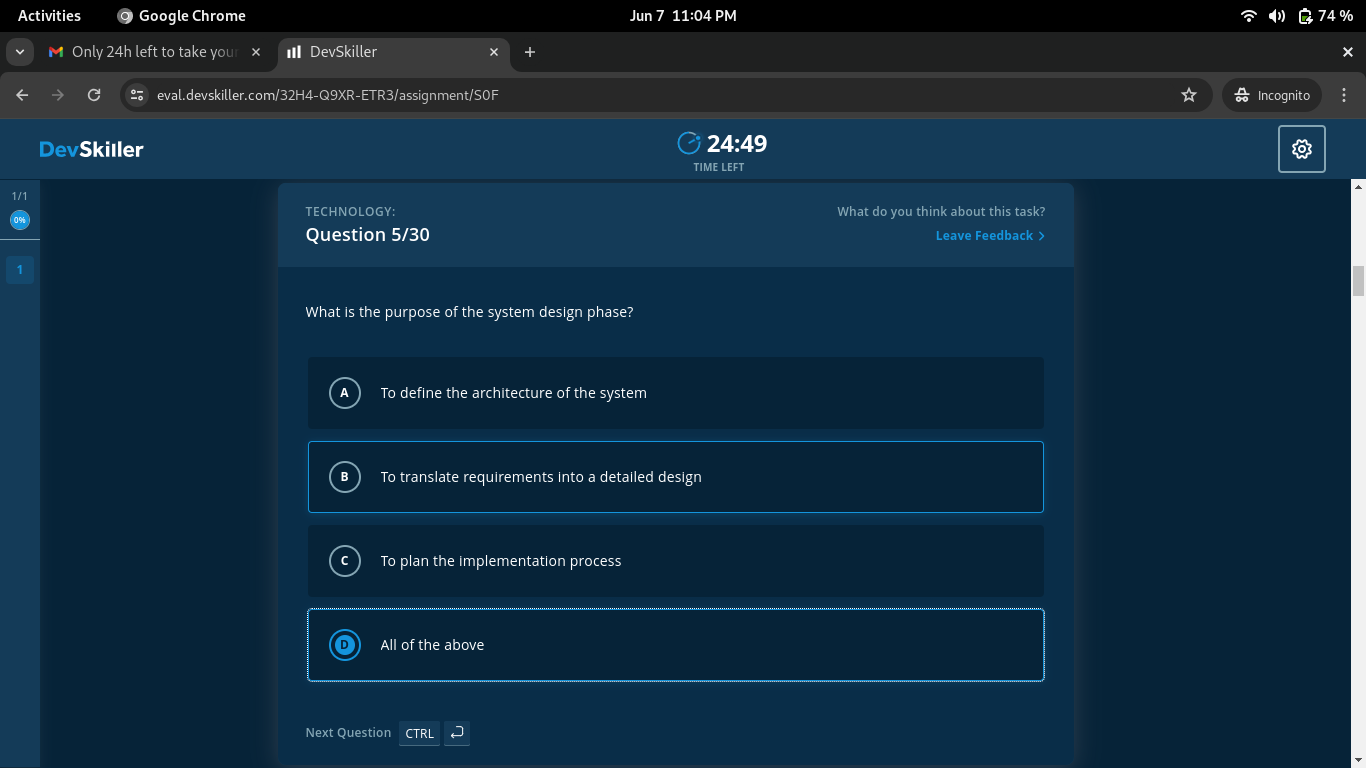 Activities Google Chrome Jun 7 11:04 PM 74 %
Only 24h left to take your DevSkiller
eval.devskiller.com/32H4-Q9XR-ETR3/assignment/S0F Incognito
DevSkiller 24:49
TIME LEFT
1/1
0%
1
TECHNOLOGY: What do you think about this task?
Question 5/30 Leave Feedback
What is the purpose of the system design phase?
A To define the architecture of the system
B To translate requirements into a detailed design
C To plan the implementation process
D All of the above
Next Question CTRL